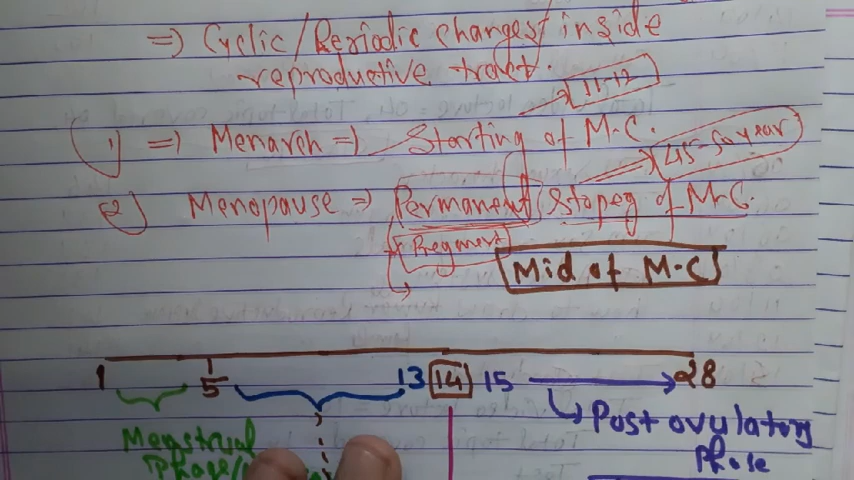 => Cyclic/Periodic changes/ inside
reproductive tract.
11-12
1) => Menarch => Starting of M.C.
45-50 year
2) Menopause => Permanent Stopeg of M.C.
Pregnant
Mid of M.C
1 5 13 14 15 28
Post ovulatory
Phase
Menstrual
Phase/